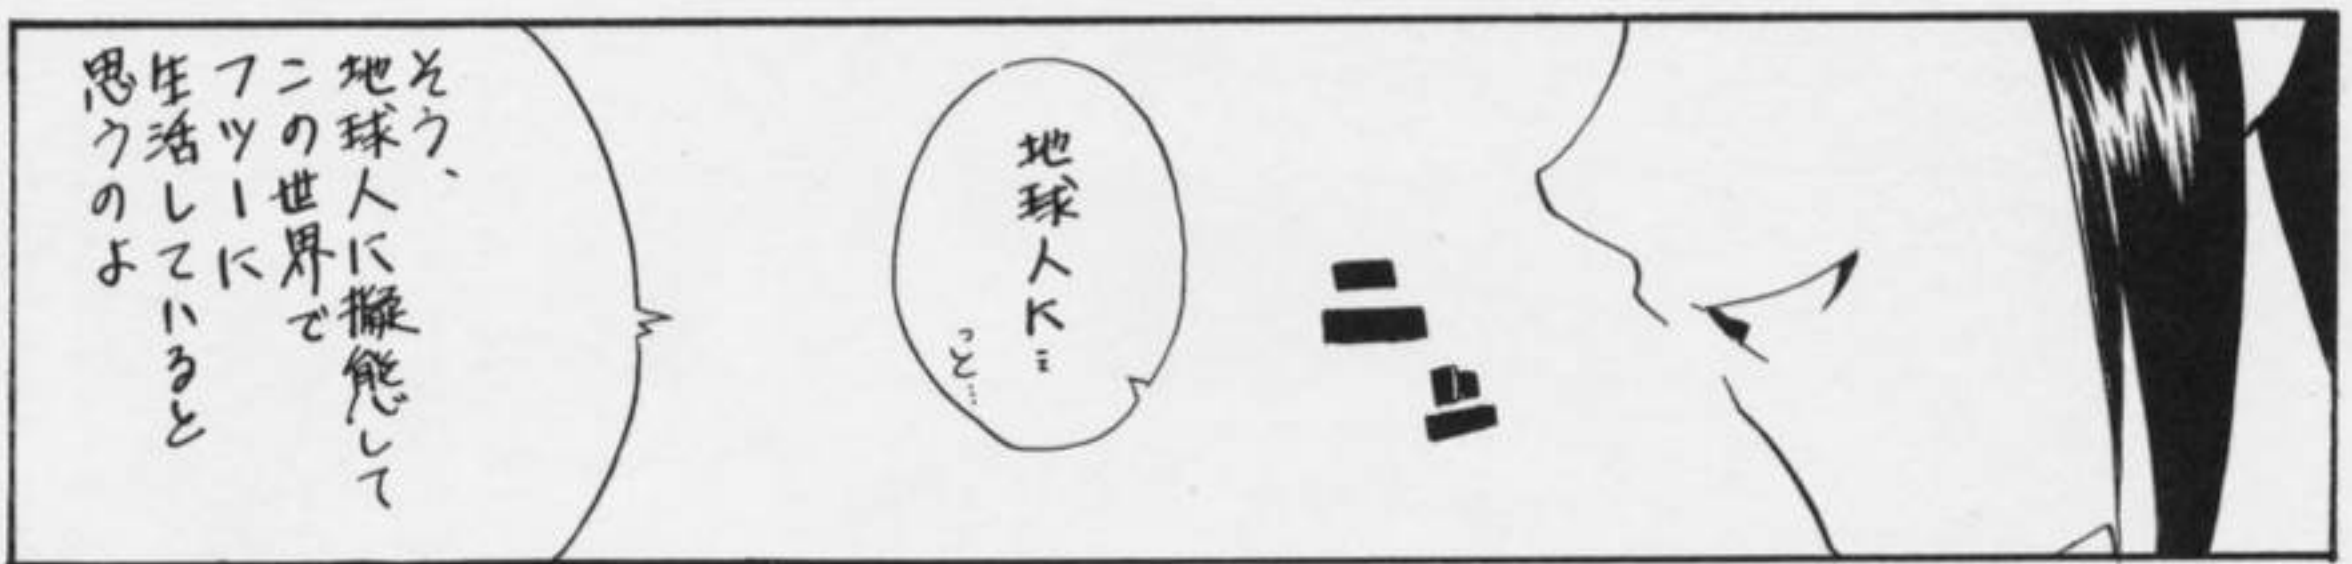 地球人に…
っと…
そう、
地球人に擬態して
この世界で
フツーに
生活していると
思うのよ